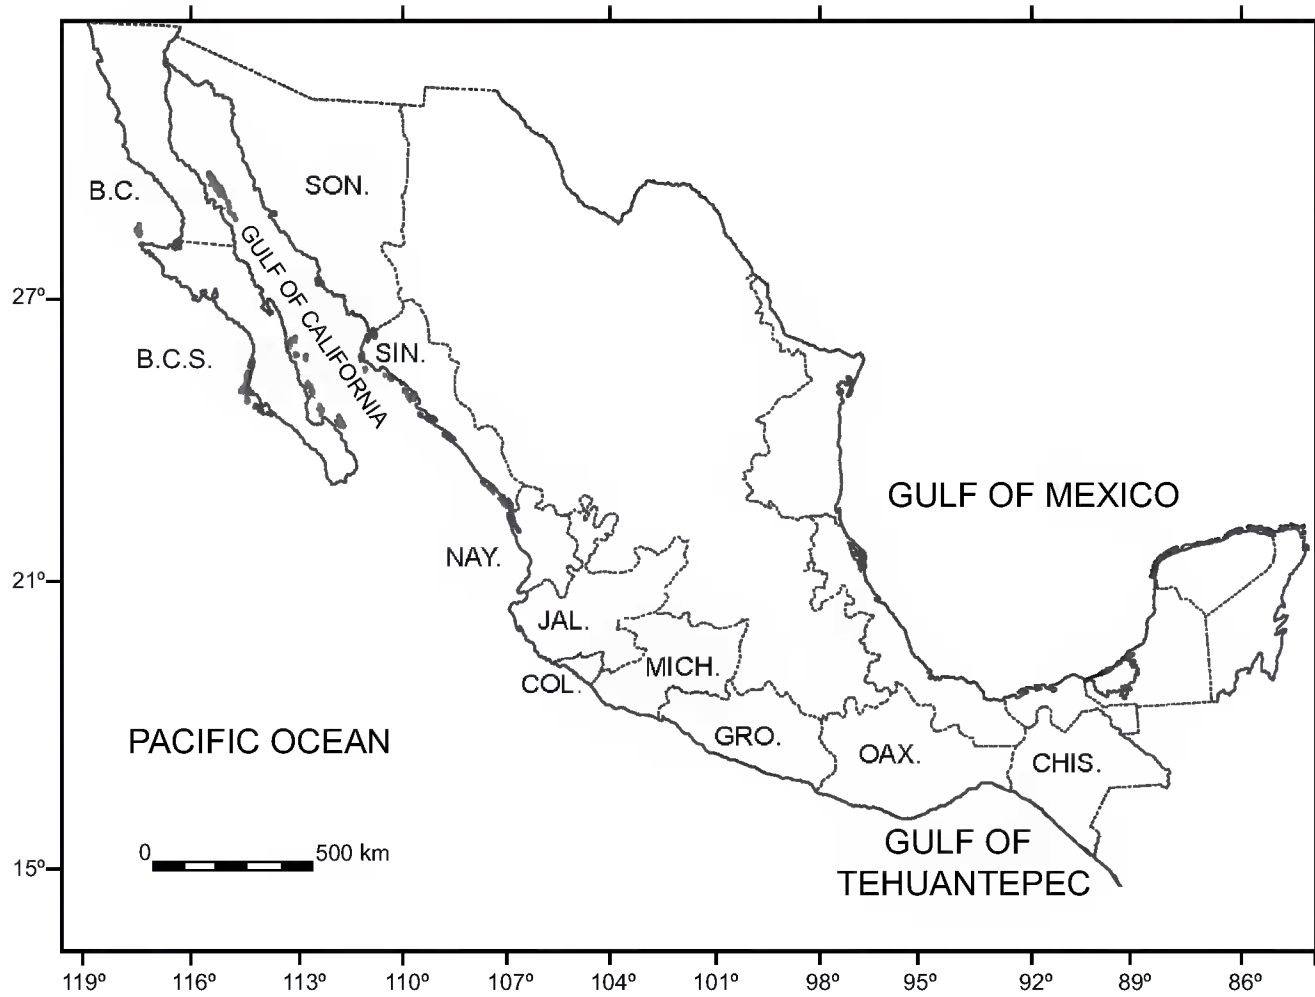 SON.
B.C.
GULF OF CALIFORNIA
27º
B.C.S.
SIN.
GULF OF MEXICO
NAY.
21º
JAL.
MICH.
COL.
GRO.
PACIFIC OCEAN
OAX.
CHIS.
GULF OF
TEHUANTEPEC
0 500 km
15º
119º 116º 113º 110º 107º 104º 101º 98º 95º 92º 89º 86º